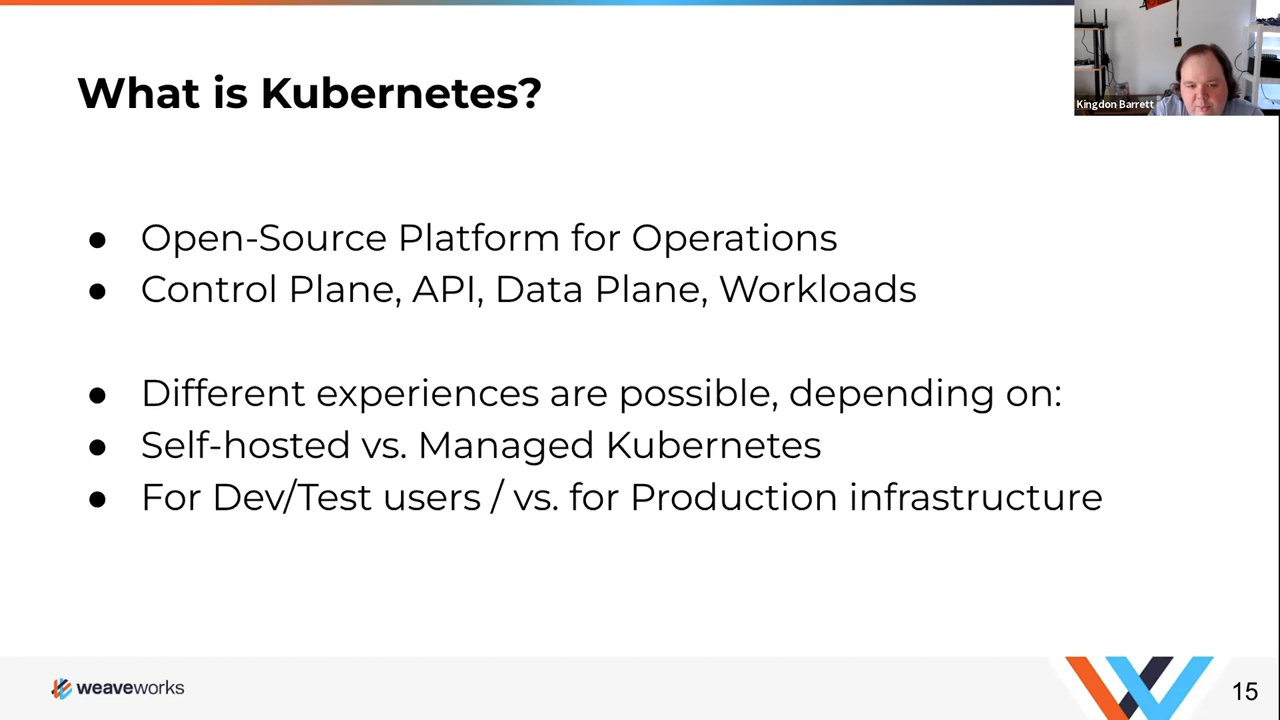 What is Kubernetes?
Kingdon Barrett
● Open-Source Platform for Operations
● Control Plane, API, Data Plane, Workloads
● Different experiences are possible, depending on:
● Self-hosted vs. Managed Kubernetes
● For Dev/Test users / vs. for Production infrastructure
weaveworks
15